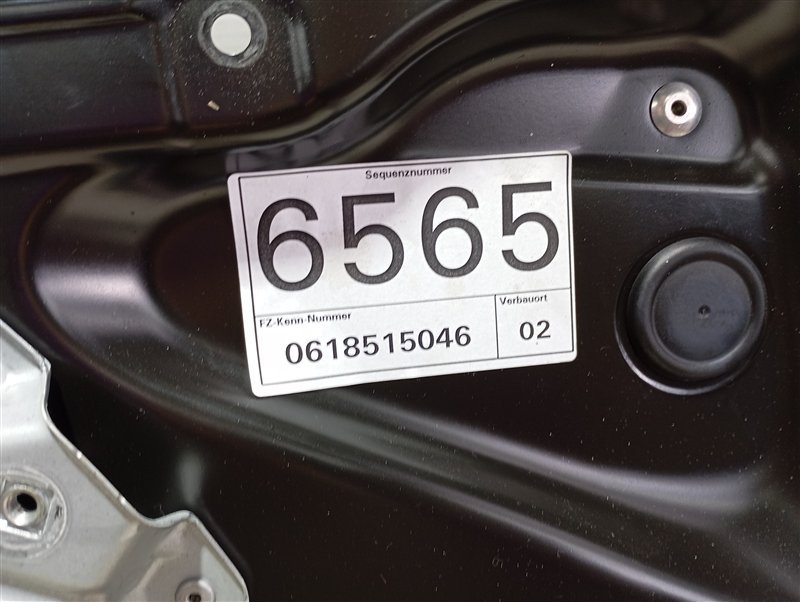 Sequenznummer
6565
FZ-Kenn-Nummer
0618515046
Verbauort
02